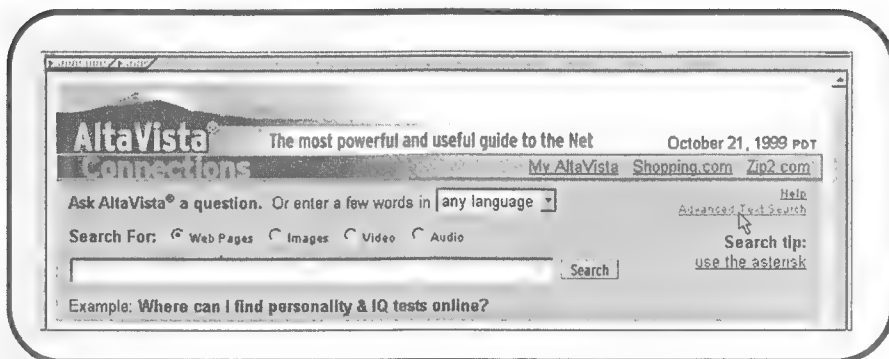 AltaVista®
The most powerful and useful guide to the Net
October 21, 1999 PDT
Connections
My AltaVista Shopping.com Zip2.com
Ask AltaVista® a question. Or enter a few words in any language
Help
Advanced Text Search
Search For: Web Pages Images Video Audio
Search tip:
use the asterisk
Search
Example: Where can I find personality & IQ tests online?